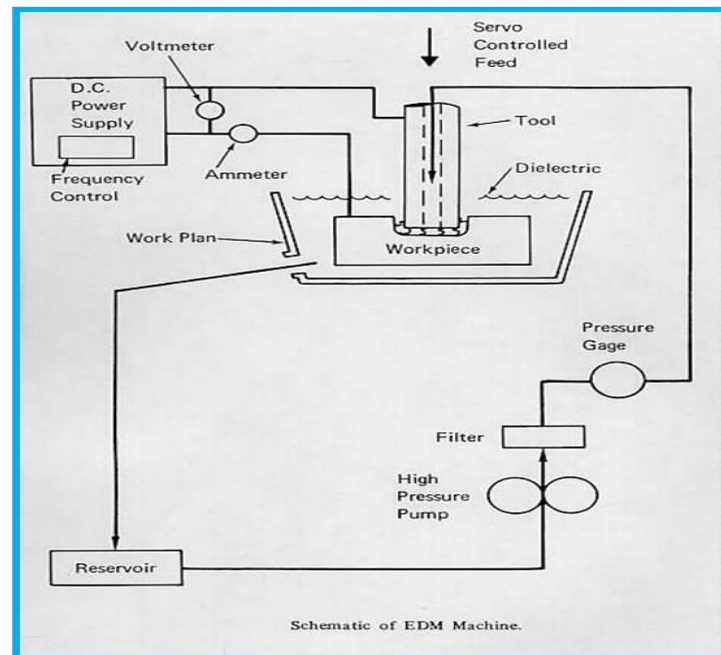 Servo
Controlled
Feed
Voltmeter
D.C.
Power
Supply
Tool
Frequency
Control
Ammeter
Dielectric
Work Plan
Workpiece
Pressure
Gage
Filter
High
Pressure
Pump
Reservoir
Schematic of EDM Machine.